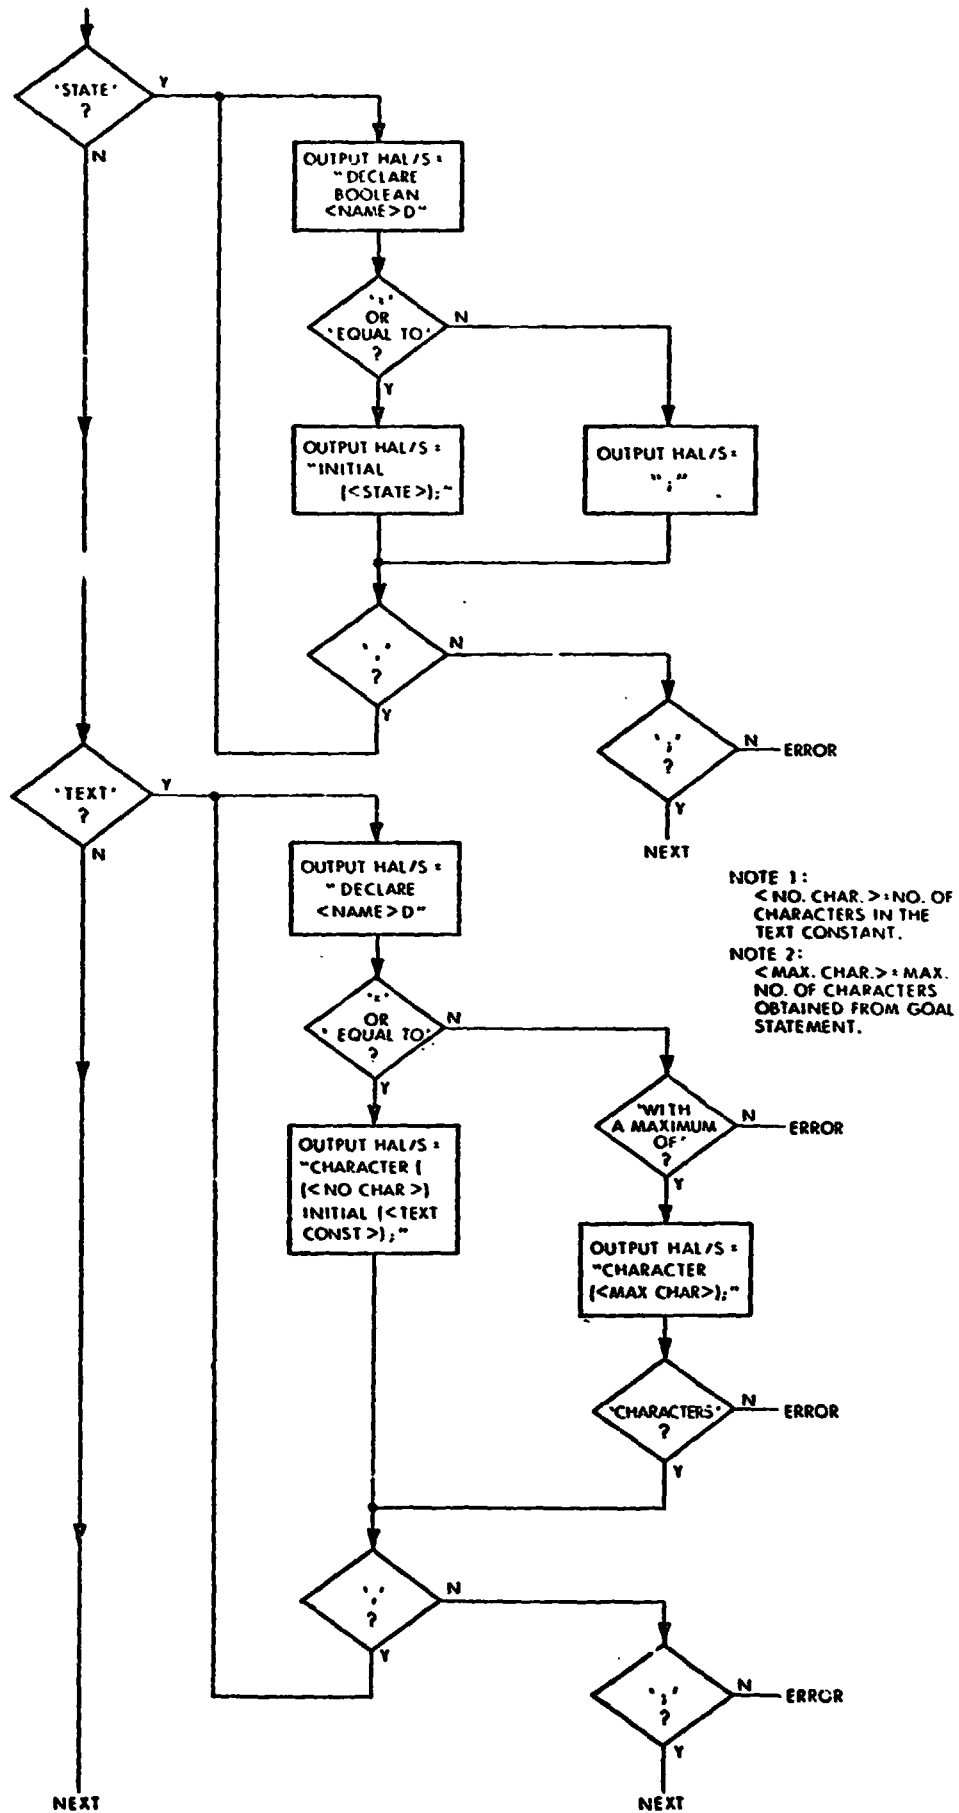 'STATE'
?
Y
N
OUTPUT HAL/S =
"DECLARE
BOOLEAN
<NAME>D"
'='
OR
'EQUAL TO'
?
N
Y
OUTPUT HAL/S =
"INITIAL
(<STATE>);"
OUTPUT HAL/S =
";"
','
?
N
Y
';'
?
N
ERROR
Y
NEXT
'TEXT'
?
Y
N
OUTPUT HAL/S =
"DECLARE
<NAME>D"
NOTE 1:
<NO. CHAR.>=NO. OF
CHARACTERS IN THE
TEXT CONSTANT.
NOTE 2:
<MAX. CHAR.>=MAX.
NO. OF CHARACTERS
OBTAINED FROM GOAL
STATEMENT.
'='
OR
'EQUAL TO'
?
N
Y
'WITH
A MAXIMUM
OF'
?
N
ERROR
Y
OUTPUT HAL/S =
"CHARACTER (
(<NO CHAR>)
INITIAL (<TEXT
CONST>);"
OUTPUT HAL/S =
"CHARACTER
(<MAX CHAR>);"
'CHARACTERS'
?
N
ERROR
Y
','
?
N
Y
';'
?
N
ERROR
Y
NEXT
NEXT